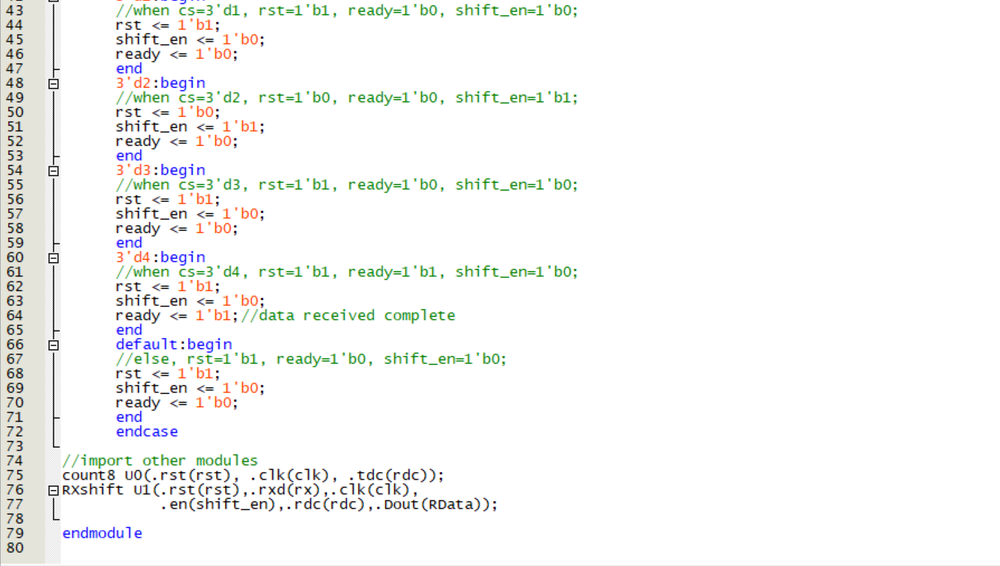 43 //when cs=3'd1, rst=1'b1, ready=1'b0, shift_en=1'b0;
44 rst <= 1'b1;
45 shift_en <= 1'b0;
46 ready <= 1'b0;
47 end
48 3'd2:begin
49 //when cs=3'd2, rst=1'b0, ready=1'b0, shift_en=1'b1;
50 rst <= 1'b0;
51 shift_en <= 1'b1;
52 ready <= 1'b0;
53 end
54 3'd3:begin
55 //when cs=3'd3, rst=1'b1, ready=1'b0, shift_en=1'b0;
56 rst <= 1'b1;
57 shift_en <= 1'b0;
58 ready <= 1'b0;
59 end
60 3'd4:begin
61 //when cs=3'd4, rst=1'b1, ready=1'b1, shift_en=1'b0;
62 rst <= 1'b1;
63 shift_en <= 1'b0;
64 ready <= 1'b1;//data received complete
65 end
66 default:begin
67 //else, rst=1'b1, ready=1'b0, shift_en=1'b0;
68 rst <= 1'b1;
69 shift_en <= 1'b0;
70 ready <= 1'b0;
71 end
72 endcase
73
74 //import other modules
75 count8 U0(.rst(rst), .clk(clk), .tdc(rdc));
76 RXshift U1(.rst(rst),.rxd(rx),.clk(clk),
77 .en(shift_en),.rdc(rdc),.Dout(RData));
78
79 endmodule
80